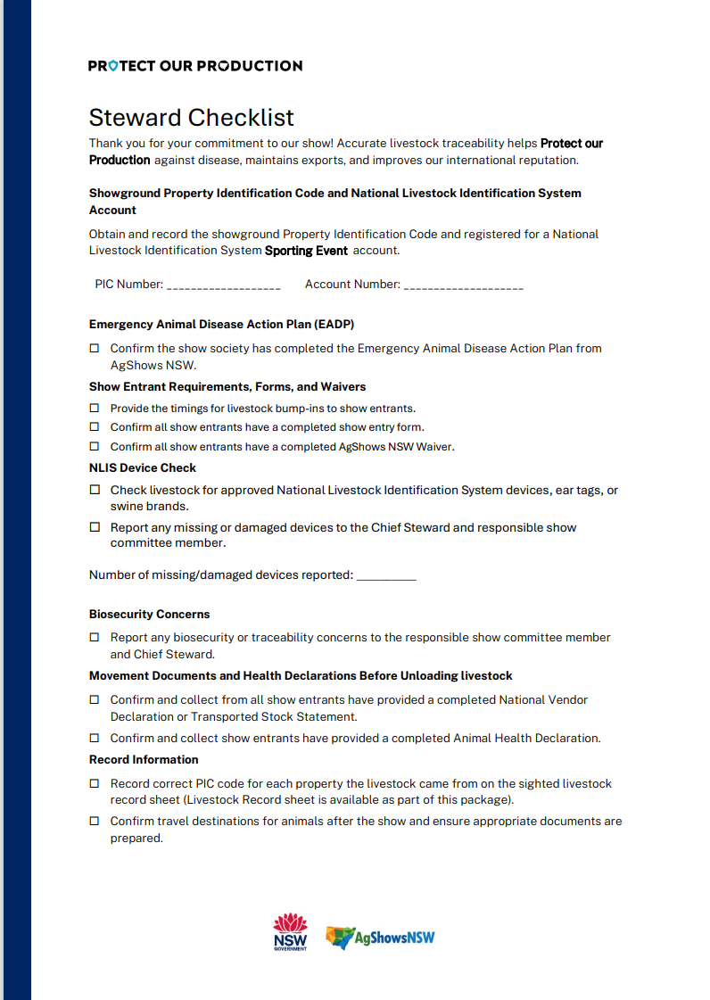 PROTECT OUR PRODUCTION
Steward Checklist
Thank you for your commitment to our show! Accurate livestock traceability helps Protect our
Production against disease, maintains exports, and improves our international reputation.
Showground Property Identification Code and National Livestock Identification System
Account
Obtain and record the showground Property Identification Code and registered for a National
Livestock Identification System Sporting Event account.
PIC Number: ___________________ Account Number: ____________________
Emergency Animal Disease Action Plan (EADP)
☐ Confirm the show society has completed the Emergency Animal Disease Action Plan from
AgShows NSW.
Show Entrant Requirements, Forms, and Waivers
☐ Provide the timings for livestock bump-ins to show entrants.
☐ Confirm all show entrants have a completed show entry form.
☐ Confirm all show entrants have a completed AgShows NSW Waiver.
NLIS Device Check
☐ Check livestock for approved National Livestock Identification System devices, ear tags, or
swine brands.
☐ Report any missing or damaged devices to the Chief Steward and responsible show
committee member.
Number of missing/damaged devices reported: _________
Biosecurity Concerns
☐ Report any biosecurity or traceability concerns to the responsible show committee member
and Chief Steward.
Movement Documents and Health Declarations Before Unloading livestock
☐ Confirm and collect from all show entrants have provided a completed National Vendor
Declaration or Transported Stock Statement.
☐ Confirm and collect show entrants have provided a completed Animal Health Declaration.
Record Information
☐ Record correct PIC code for each property the livestock came from on the sighted livestock
record sheet (Livestock Record sheet is available as part of this package).
☐ Confirm travel destinations for animals after the show and ensure appropriate documents are
prepared.
NSW
GOVERNMENT
AgShowsNSW